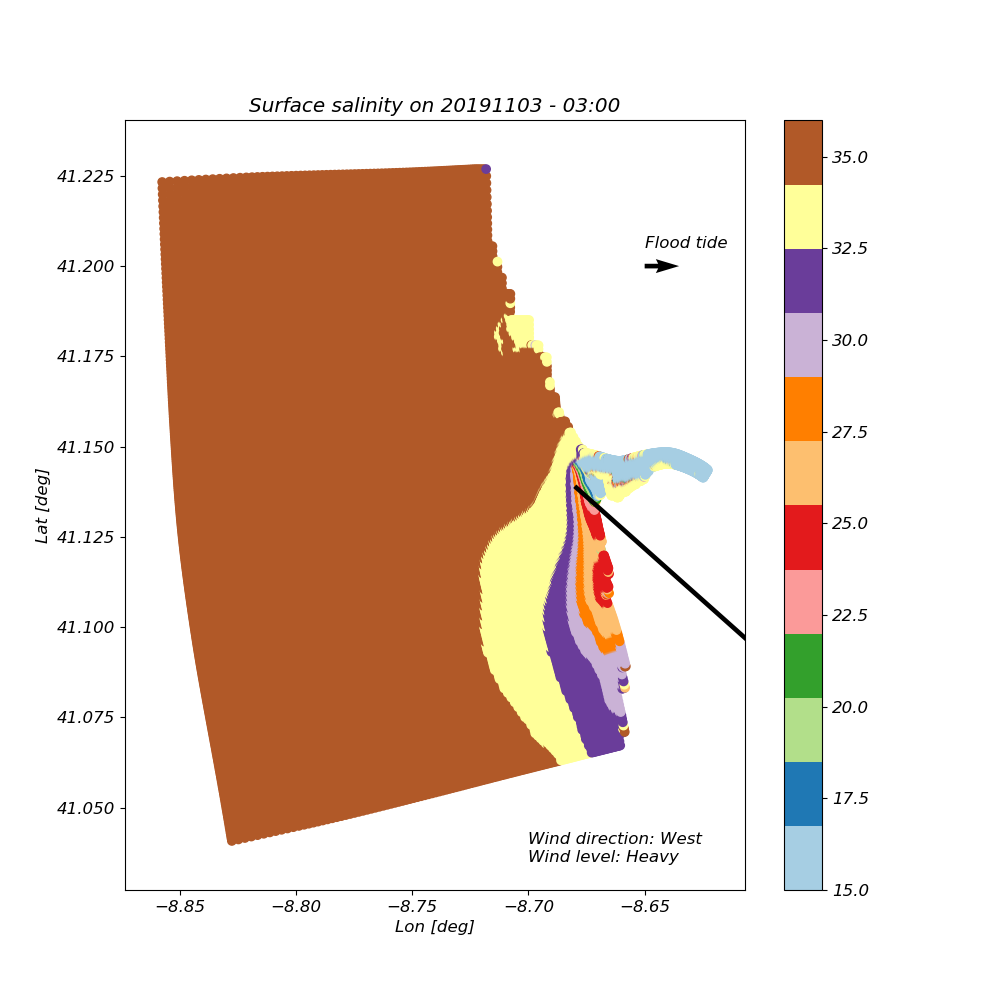 Surface salinity on 20191103 - 03:00
41.225
41.200
41.175
41.150
41.125
41.100
41.075
41.050
Lat [deg]
Flood tide
Wind direction: West
Wind level: Heavy
−8.85 −8.80 −8.75 −8.70 −8.65
Lon [deg]
35.0
32.5
30.0
27.5
25.0
22.5
20.0
17.5
15.0